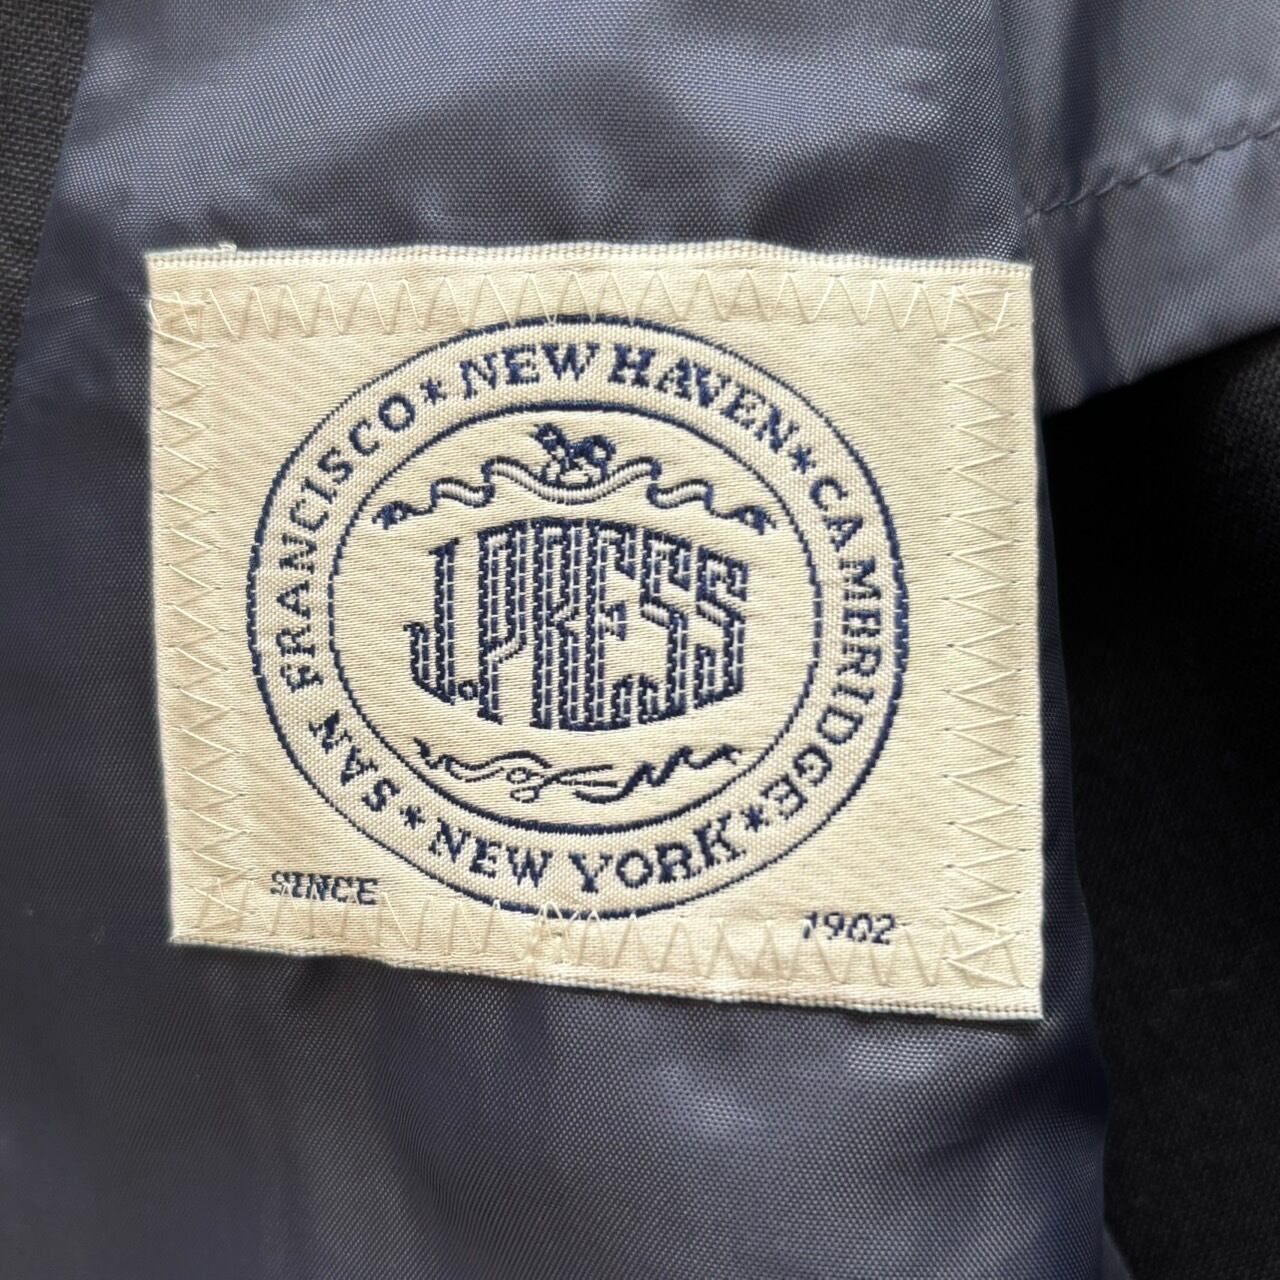 NEW HAVEN * CAMBRIDGE * NEW YORK * SAN FRANCISCO *
J.PRESS
SINCE 1902